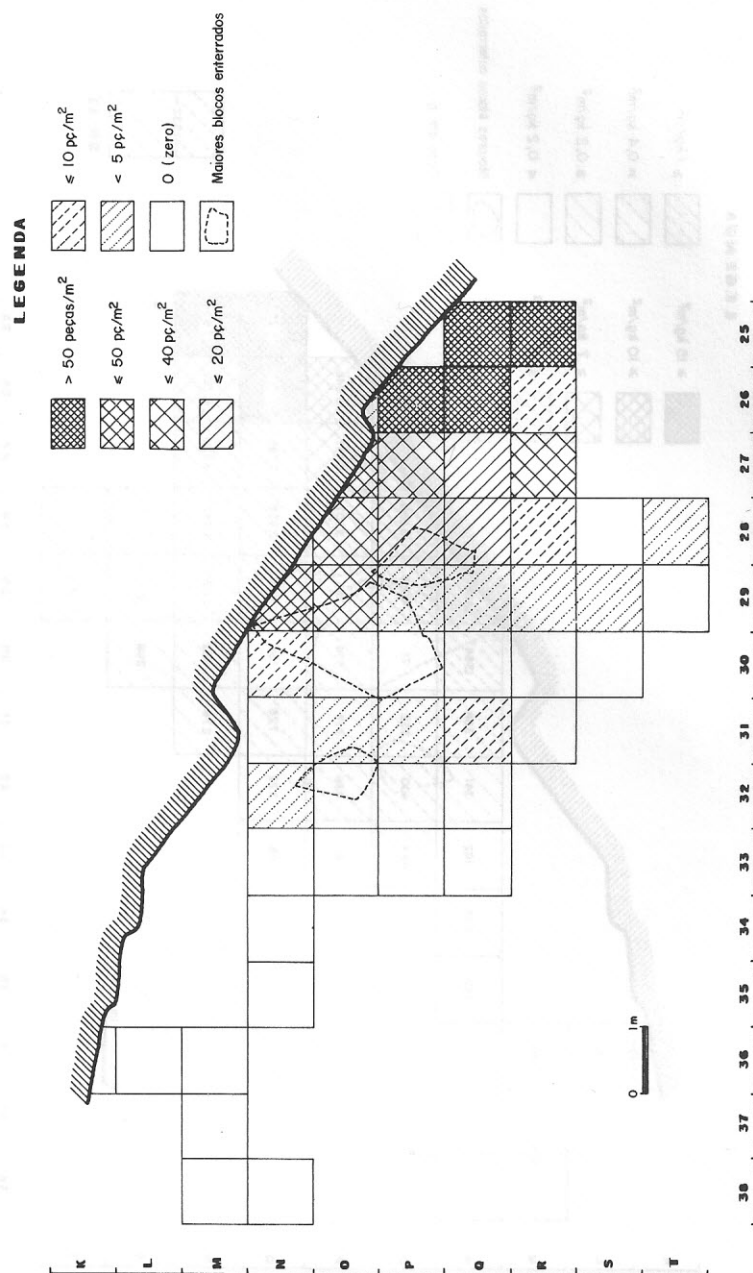 LEGENDA
> 50 peças/m²
≤ 50 pç/m²
≤ 40 pç/m²
≤ 20 pç/m²
≤ 10 pç/m²
< 5 pç/m²
0 (zero)
Maiores blocos enterrados
K
L
M
N
O
P
Q
R
S
T
0 1m
38 37 36 35 34 33 32 31 30 29 28 27 26 25